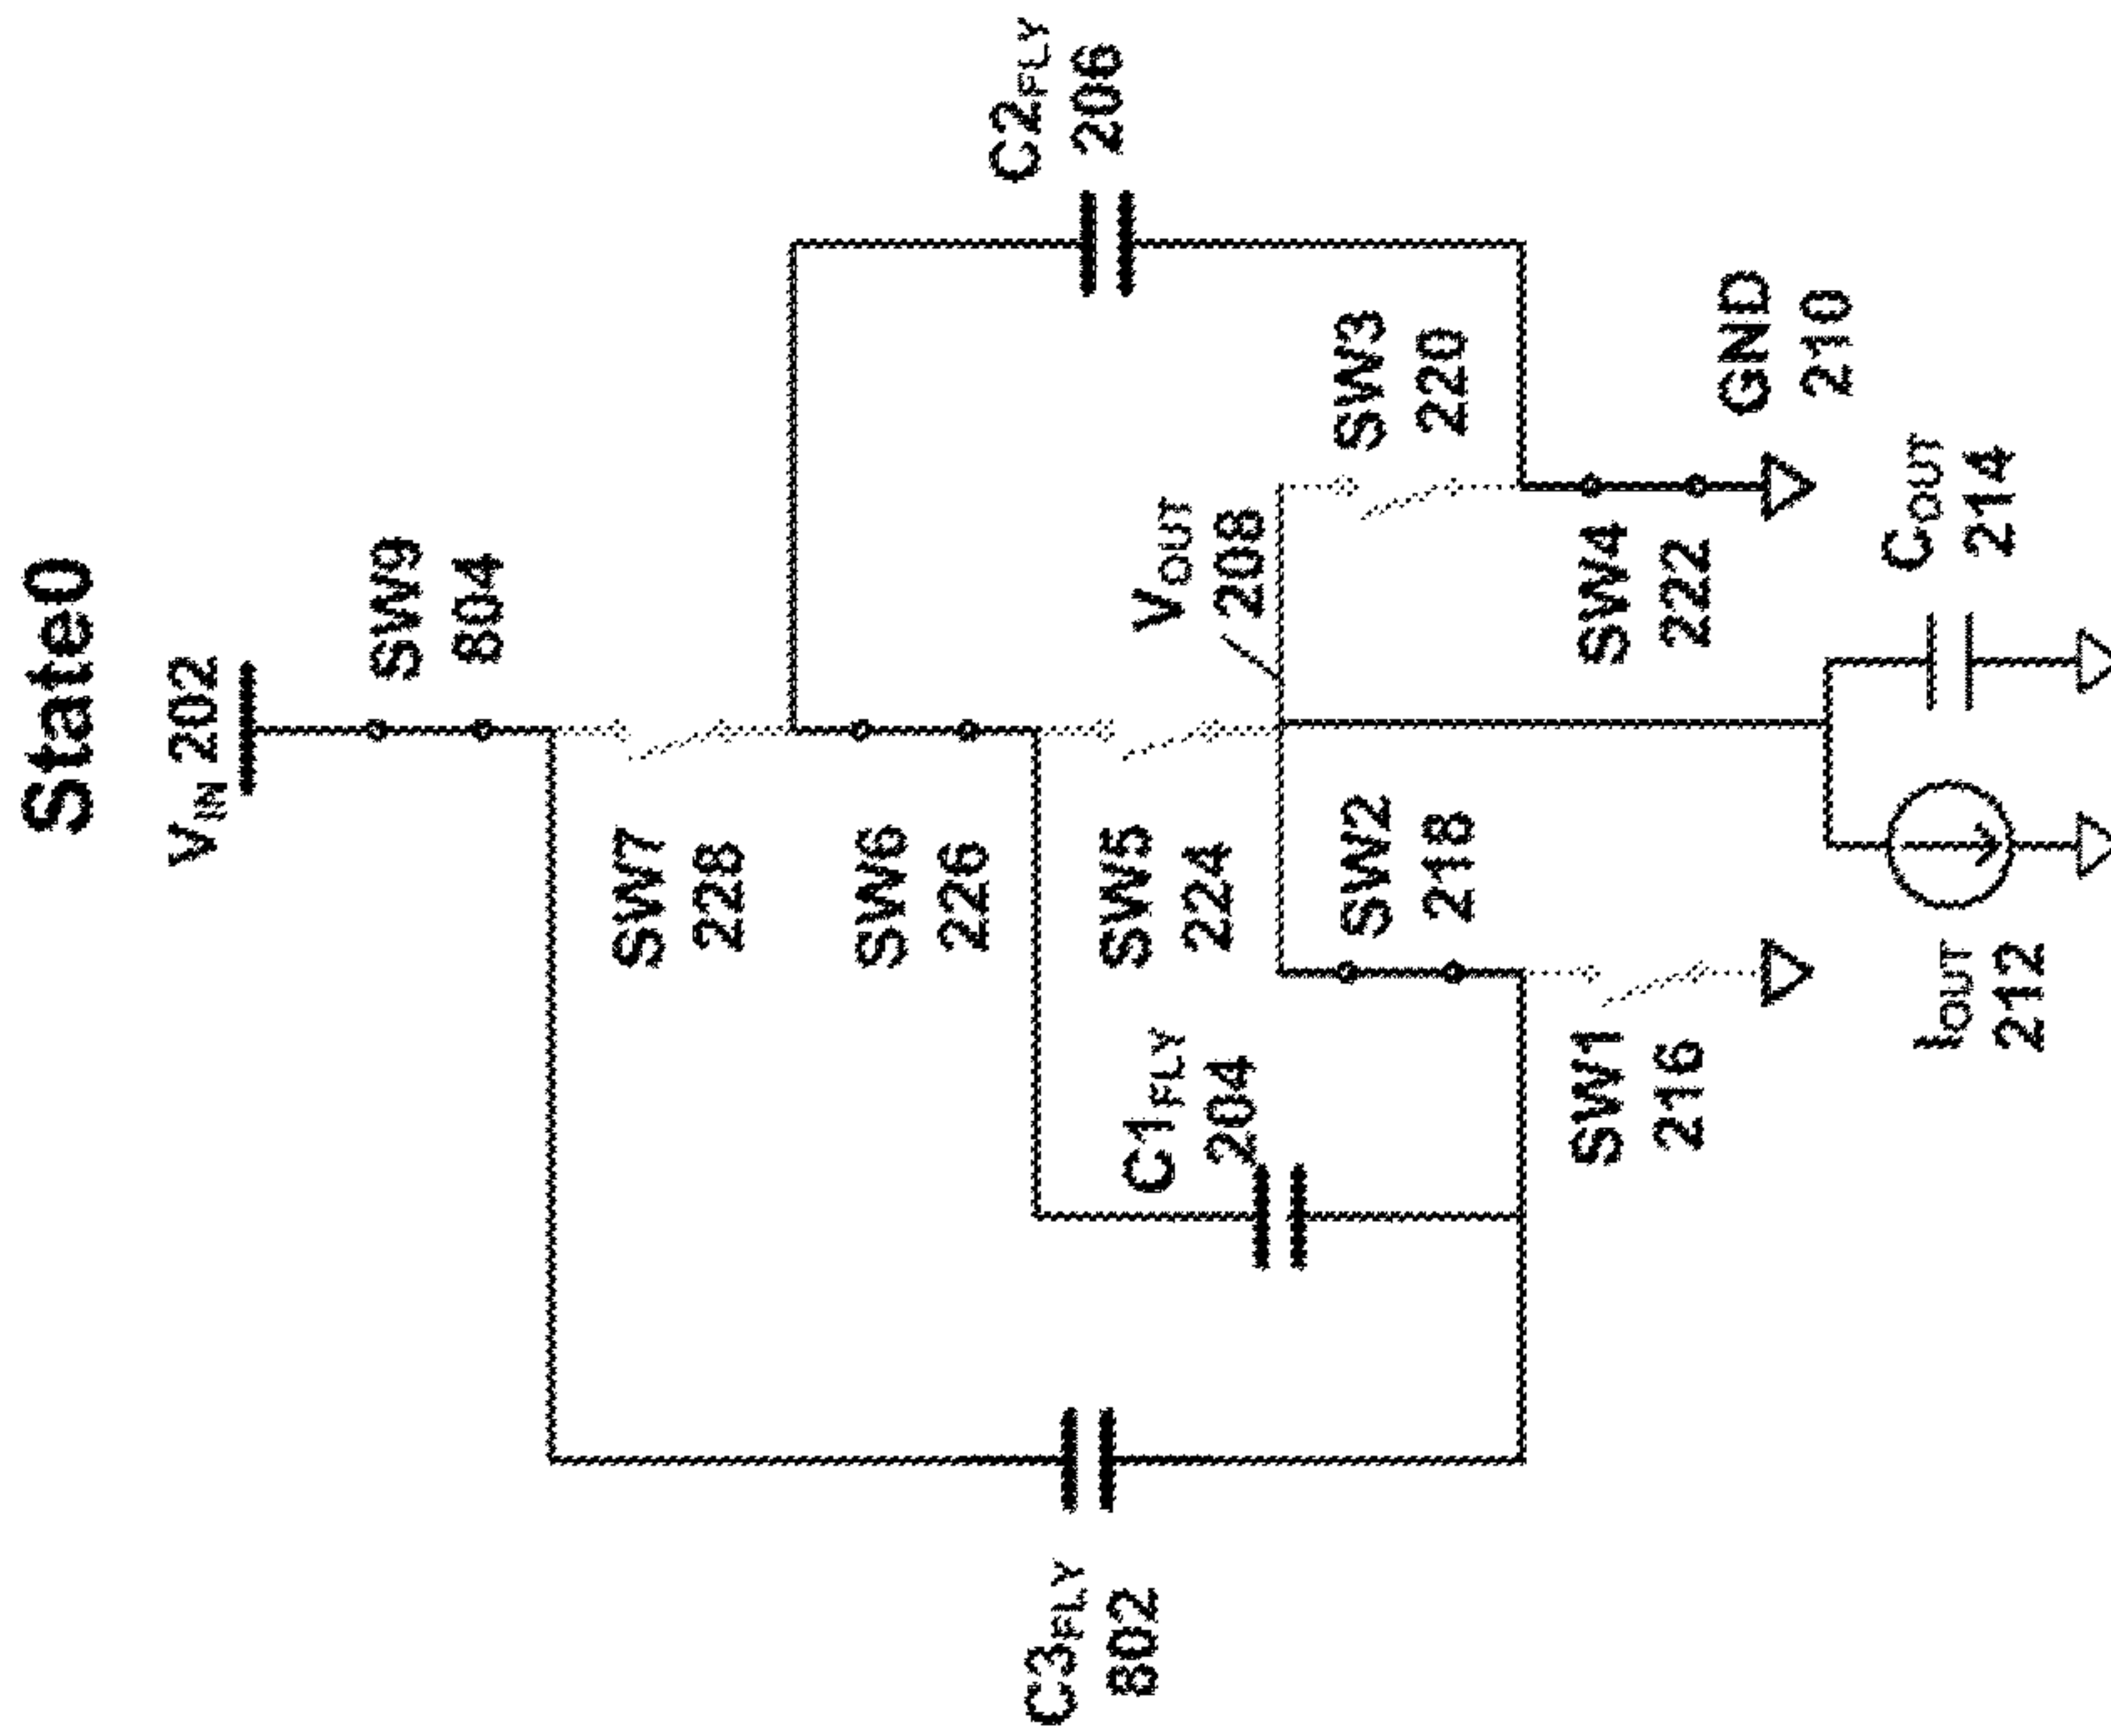 State0
VIN 202
SW9
804
SW7
228
SW6
226
SW5
224
C2FLY
206
VOUT
208
SW3
220
SW2
218
C1FLY
204
C3FLY
802
SW4
222
SW1
216
GND
210
COUT
214
IOUT
212